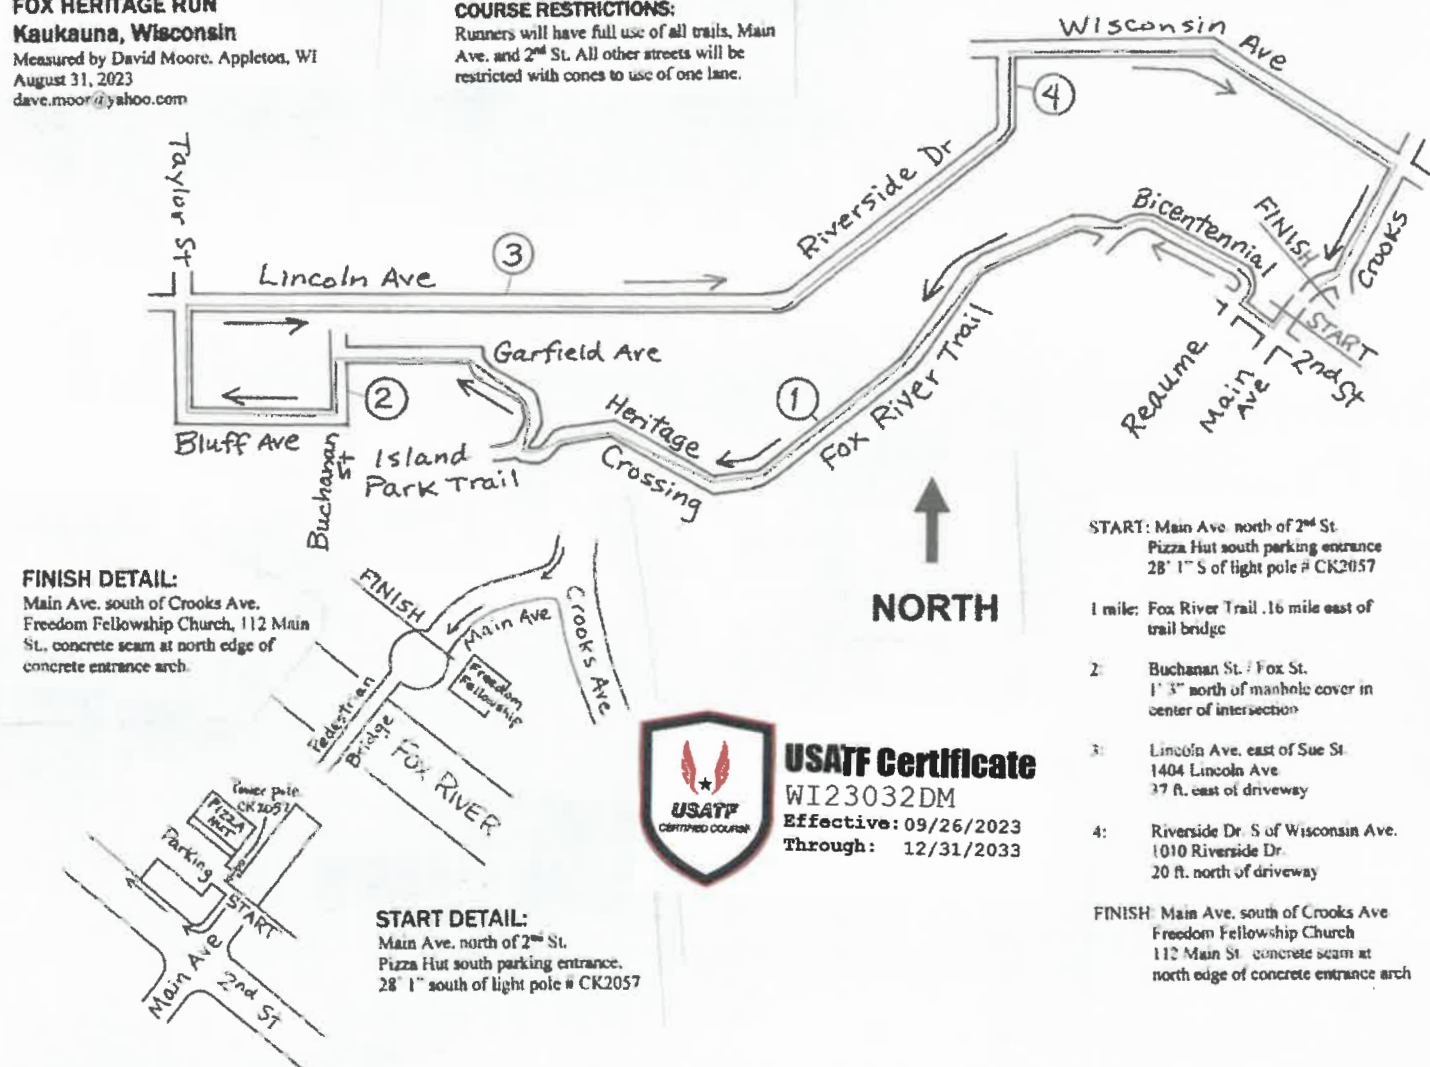 FOX HERITAGE RUN
Kaukauna, Wisconsin
Measured by David Moore, Appleton, WI
August 31, 2023
dave.moor@yahoo.com
COURSE RESTRICTIONS:
Runners will have full use of all trails, Main
Ave. and 2nd St. All other streets will be
restricted with cones to use of one lane.
Wisconsin Ave
4
Taylor St
Riverside Dr
Bicentennial
FINISH
Crooks
3
Lincoln Ave
START
Garfield Ave
2nd St
Main Ave
Reaume
2
1
Fox River Trail
Heritage
Crossing
Bluff Ave
Buchanan St
Island
Park Trail
NORTH
FINISH DETAIL:
Main Ave. south of Crooks Ave.
Freedom Fellowship Church, 112 Main
St., concrete seam at north edge of
concrete entrance arch
FINISH
Main Ave
Crooks Ave
Freedom
Fellowship
Pedestrian
Bridge
FOX RIVER
Power pole
CK2057
PIZZA
HUT
Parking
START
Main Ave
2nd St
START DETAIL:
Main Ave. north of 2nd St.
Pizza Hut south parking entrance.
28' 1" south of light pole # CK2057
USATF
CERTIFIED COURSE
USATF Certificate
WI23032DM
Effective: 09/26/2023
Through: 12/31/2033
START: Main Ave. north of 2nd St.
Pizza Hut south parking entrance
28' 1" S of light pole # CK2057
1 mile: Fox River Trail .16 mile east of
trail bridge
2: Buchanan St. / Fox St.
1' 3" north of manhole cover in
center of intersection
3: Lincoln Ave. east of Sue St
1404 Lincoln Ave
37 ft. east of driveway
4: Riverside Dr. S of Wisconsin Ave.
1010 Riverside Dr.
20 ft. north of driveway
FINISH Main Ave. south of Crooks Ave
Freedom Fellowship Church
112 Main St. concrete seam at
north edge of concrete entrance arch